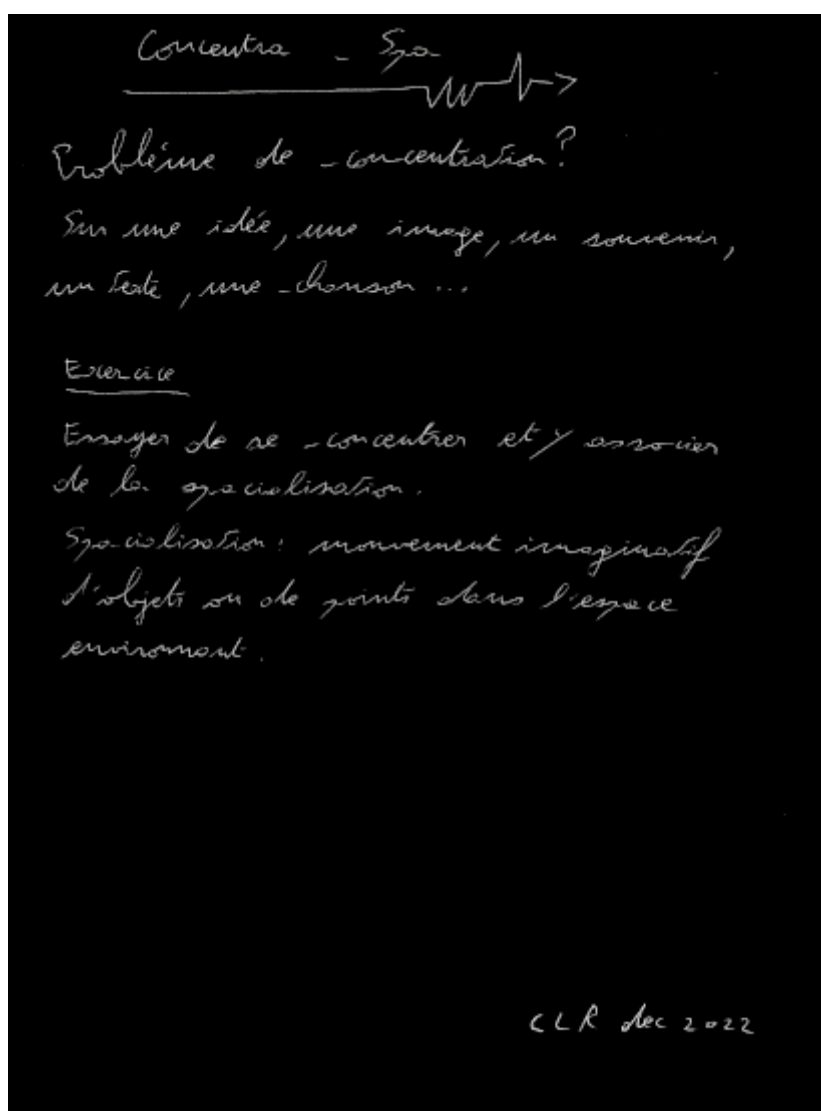 Concentra - Spa
Problème de concentration?
Sur une idée, une image, un souvenir,
un texte, une chanson ...
Exercice
Essayer de se concentrer et y associer
de la spacialisation.
Spacialisation : mouvement imaginatif
d'objets ou de points dans l'espace
environnant.
CLR dec 2022